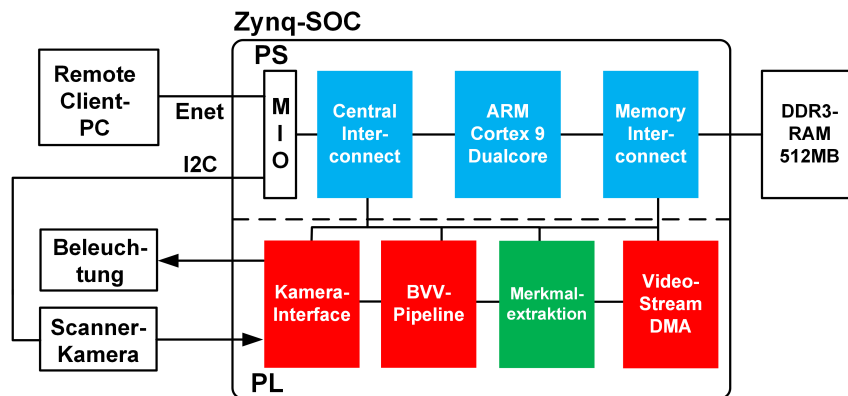 Zynq-SOC
PS
Remote
Client-
PC
Enet
I2C
M
I
O
Central
Inter-
connect
ARM
Cortex 9
Dualcore
Memory
Inter-
connect
DDR3-
RAM
512MB
Beleuch-
tung
Scanner-
Kamera
Kamera-
Interface
BVV-
Pipeline
Merkmal-
extraktion
Video-
Stream
DMA
PL